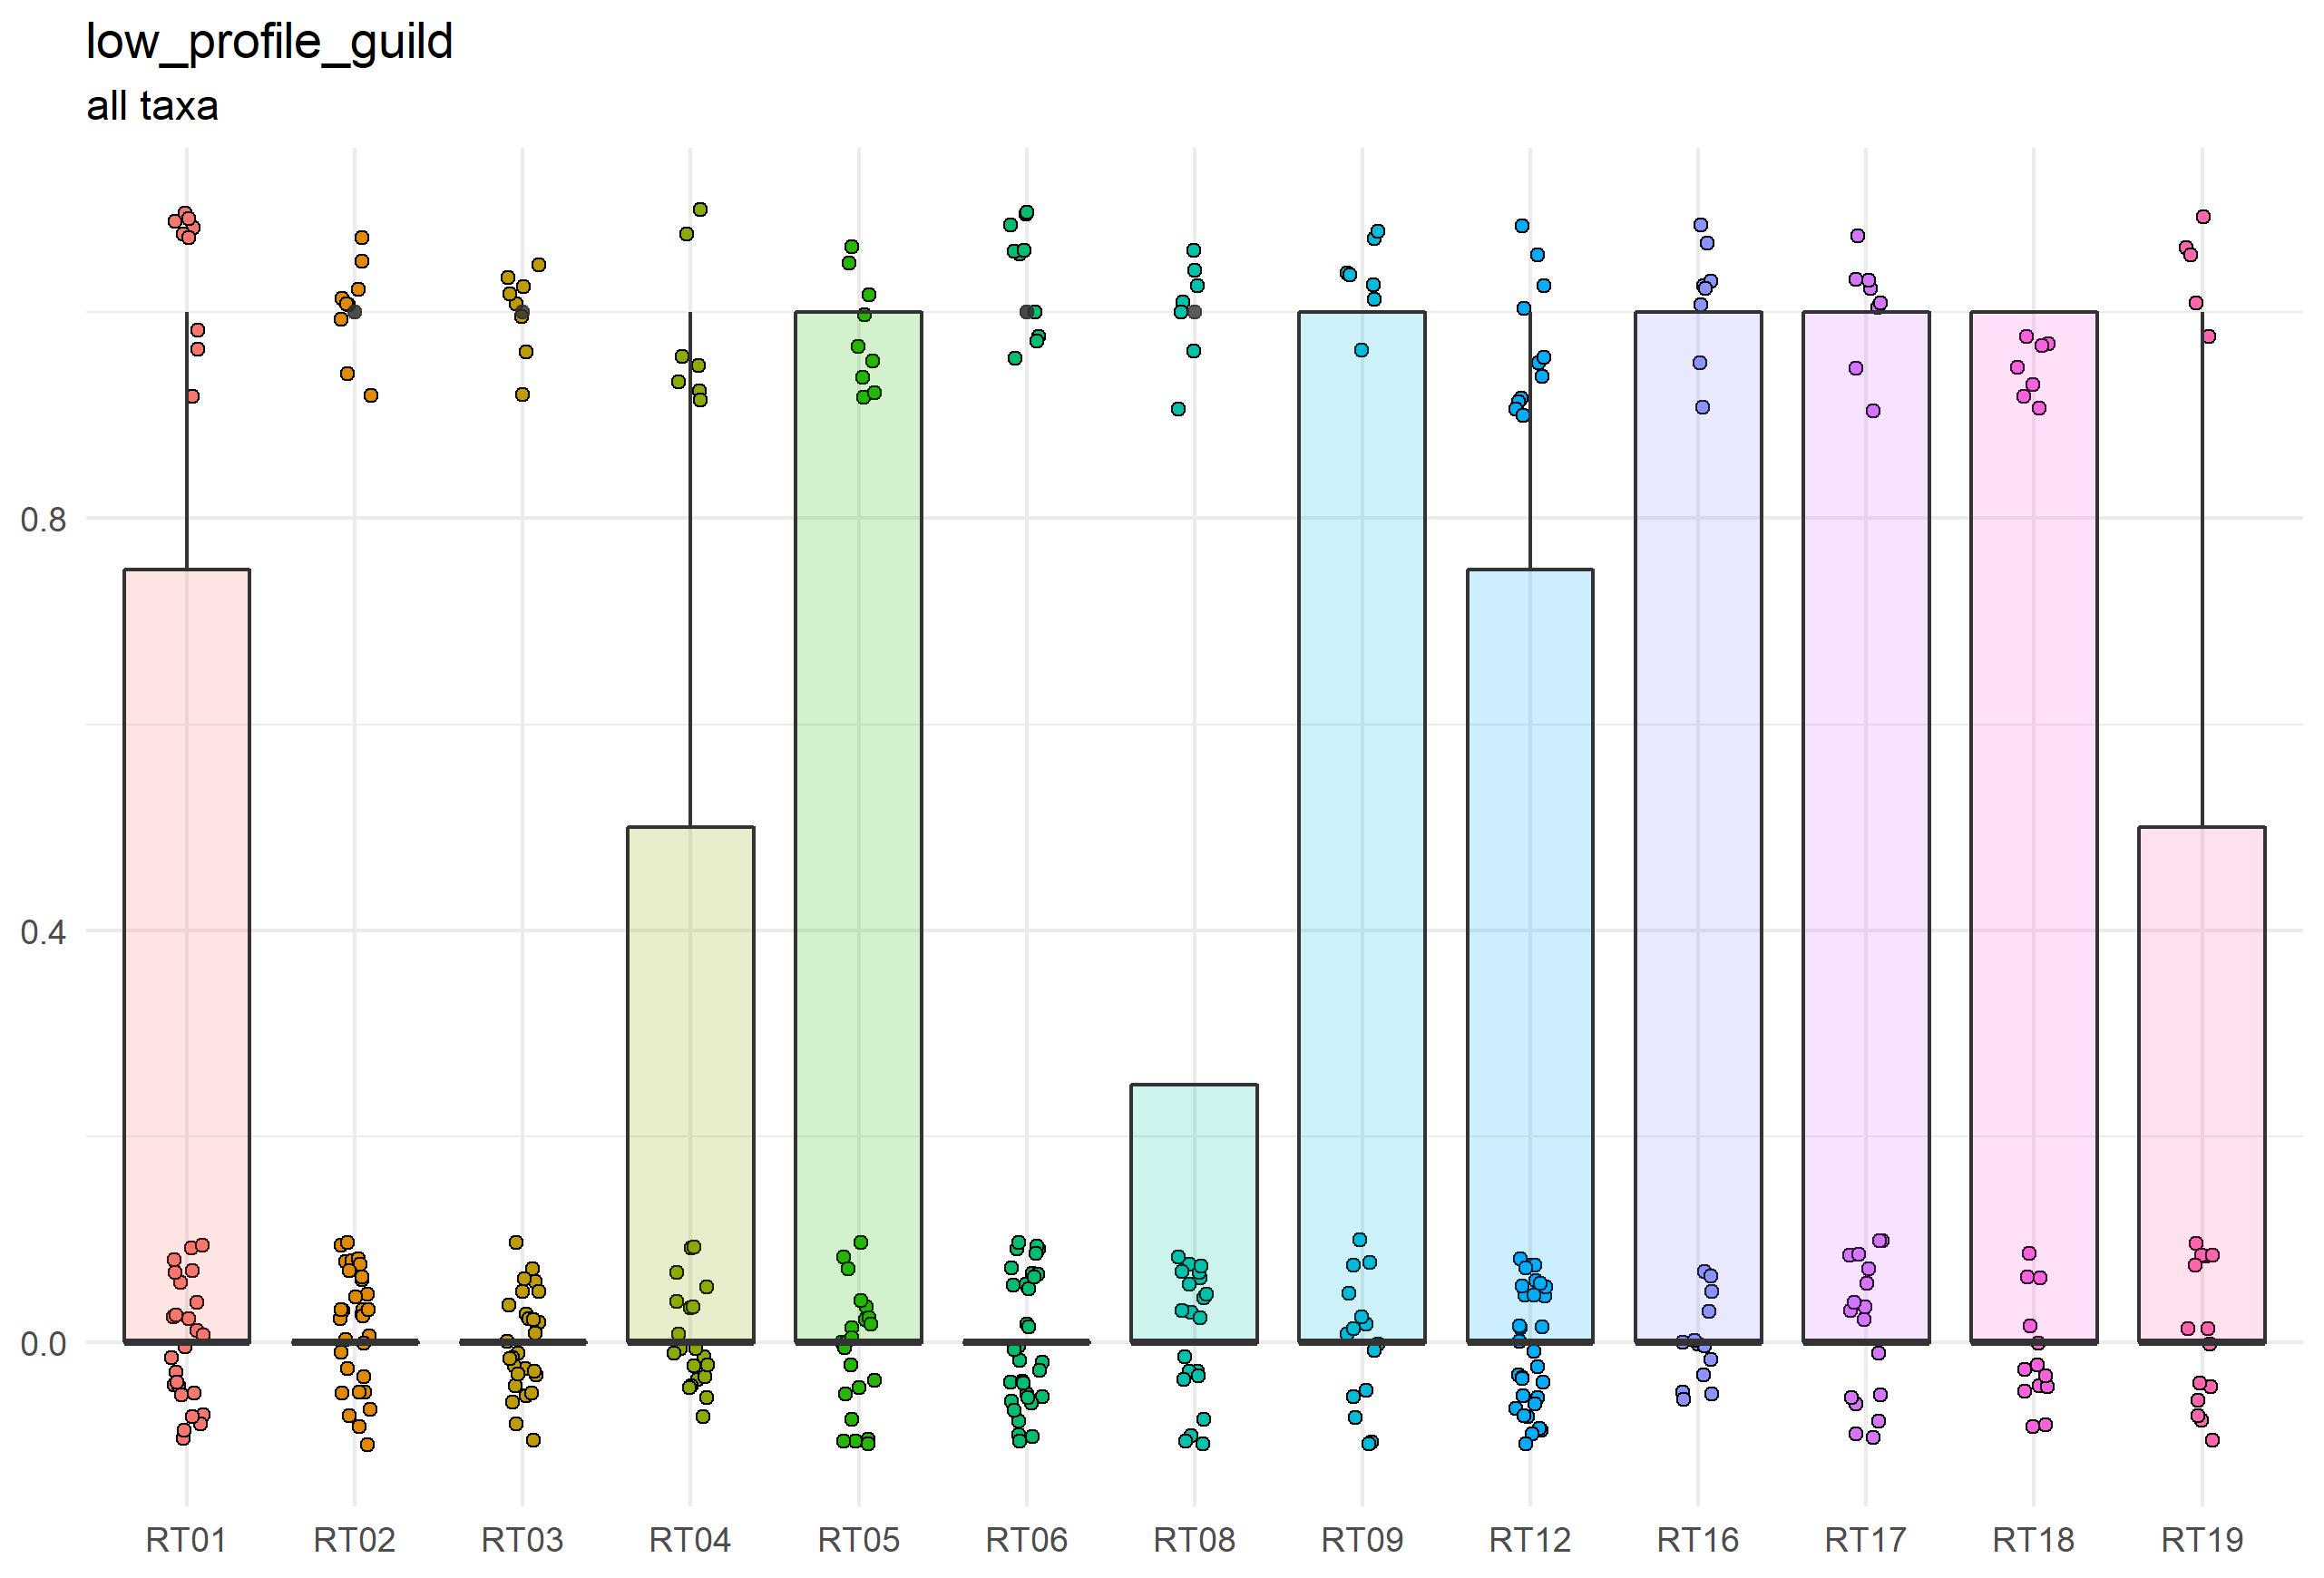 low_profile_guild
all taxa
0.8
0.4
0.0
RT01 RT02 RT03 RT04 RT05 RT06 RT08 RT09 RT12 RT16 RT17 RT18 RT19